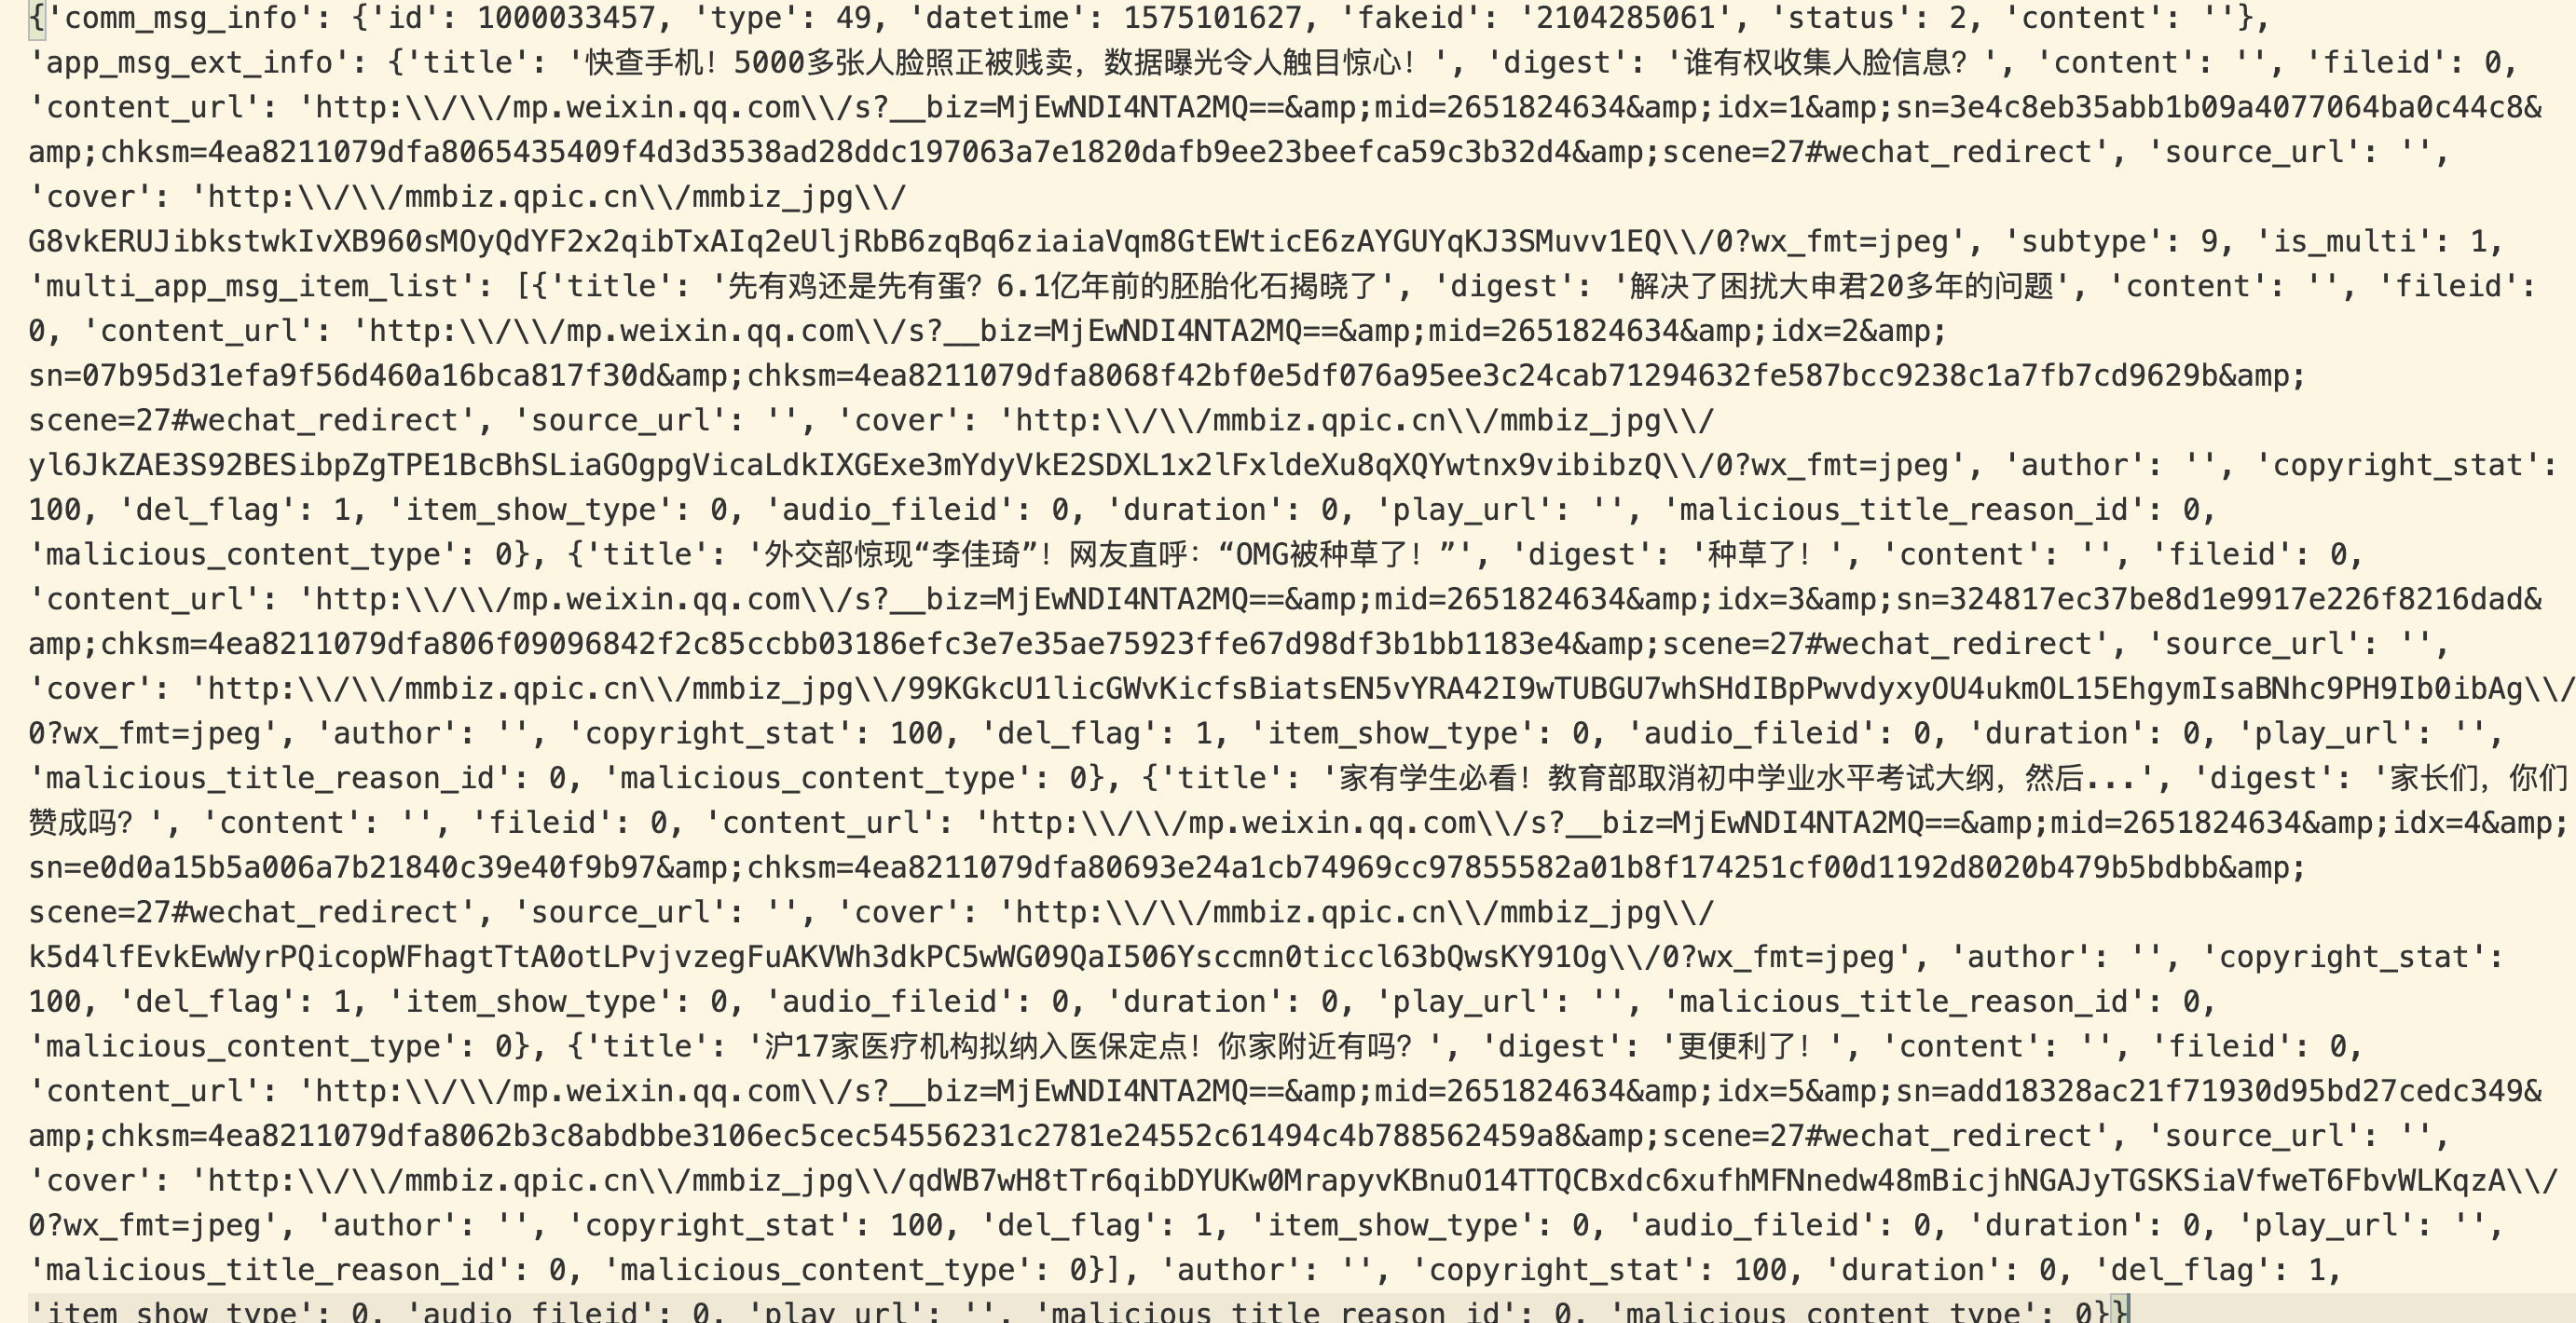 {'comm_msg_info': {'id': 1000033457, 'type': 49, 'datetime': 1575101627, 'fakeid': '2104285061', 'status': 2, 'content': ''},
'app_msg_ext_info': {'title': '快查手机！5000多张人脸照正被贱卖，数据曝光令人触目惊心！', 'digest': '谁有权收集人脸信息？', 'content': '', 'fileid': 0,
'content_url': 'http:\\/\\/mp.weixin.qq.com\\/s?__biz=MjEwNDI4NTA2MQ==&amp;mid=2651824634&amp;idx=1&amp;sn=3e4c8eb35abb1b09a4077064ba0c44c8&
amp;chksm=4ea8211079dfa8065435409f4d3d3538ad28ddc197063a7e1820dafb9ee23beefca59c3b32d4&amp;scene=27#wechat_redirect', 'source_url': '',
'cover': 'http:\\/\\/mmbiz.qpic.cn\\/mmbiz_jpg\\/
G8vkERUJibkstwkIvXB960sMOyQdYF2x2qibTxAIq2eUljRbB6zqBq6ziaiaVqm8GtEWticE6zAYGUYqKJ3SMuvv1EQ\\/0?wx_fmt=jpeg', 'subtype': 9, 'is_multi': 1,
'multi_app_msg_item_list': [{'title': '先有鸡还是先有蛋？6.1亿年前的胚胎化石揭晓了', 'digest': '解决了困扰大申君20多年的问题', 'content': '', 'fileid':
0, 'content_url': 'http:\\/\\/mp.weixin.qq.com\\/s?__biz=MjEwNDI4NTA2MQ==&amp;mid=2651824634&amp;idx=2&amp;
sn=07b95d31efa9f56d460a16bca817f30d&amp;chksm=4ea8211079dfa8068f42bf0e5df076a95ee3c24cab71294632fe587bcc9238c1a7fb7cd9629b&amp;
scene=27#wechat_redirect', 'source_url': '', 'cover': 'http:\\/\\/mmbiz.qpic.cn\\/mmbiz_jpg\\/
yl6JkZAE3S92BESibpZgTPE1BcBhSLiaGOgpgVicaLdkIXGExe3mYdyVkE2SDXL1x2lFxldeXu8qXQYwtnx9vibibzQ\\/0?wx_fmt=jpeg', 'author': '', 'copyright_stat':
100, 'del_flag': 1, 'item_show_type': 0, 'audio_fileid': 0, 'duration': 0, 'play_url': '', 'malicious_title_reason_id': 0,
'malicious_content_type': 0}, {'title': '外交部惊现“李佳琦”！网友直呼：“OMG被种草了！”', 'digest': '种草了！', 'content': '', 'fileid': 0,
'content_url': 'http:\\/\\/mp.weixin.qq.com\\/s?__biz=MjEwNDI4NTA2MQ==&amp;mid=2651824634&amp;idx=3&amp;sn=324817ec37be8d1e9917e226f8216dad&
amp;chksm=4ea8211079dfa806f09096842f2c85ccbb03186efc3e7e35ae75923ffe67d98df3b1bb1183e4&amp;scene=27#wechat_redirect', 'source_url': '',
'cover': 'http:\\/\\/mmbiz.qpic.cn\\/mmbiz_jpg\\/99KGkcU1licGWvKicfsBiatsEN5vYRA42I9wTUBGU7whSHdIBpPwvdyxyOU4ukmOL15EhgymIsaBNhc9PH9Ib0ibAg\\/
0?wx_fmt=jpeg', 'author': '', 'copyright_stat': 100, 'del_flag': 1, 'item_show_type': 0, 'audio_fileid': 0, 'duration': 0, 'play_url': '',
'malicious_title_reason_id': 0, 'malicious_content_type': 0}, {'title': '家有学生必看！教育部取消初中学业水平考试大纲，然后...', 'digest': '家长们，你们
赞成吗？', 'content': '', 'fileid': 0, 'content_url': 'http:\\/\\/mp.weixin.qq.com\\/s?__biz=MjEwNDI4NTA2MQ==&amp;mid=2651824634&amp;idx=4&amp;
sn=e0d0a15b5a006a7b21840c39e40f9b97&amp;chksm=4ea8211079dfa80693e24a1cb74969cc97855582a01b8f174251cf00d1192d8020b479b5bdbb&amp;
scene=27#wechat_redirect', 'source_url': '', 'cover': 'http:\\/\\/mmbiz.qpic.cn\\/mmbiz_jpg\\/
k5d4lfEvkEwWyrPQicopWFhagtTtA0otLPvjvzegFuAKVWh3dkPC5wWG09QaI506Ysccmn0ticcl63bQwsKY91Og\\/0?wx_fmt=jpeg', 'author': '', 'copyright_stat':
100, 'del_flag': 1, 'item_show_type': 0, 'audio_fileid': 0, 'duration': 0, 'play_url': '', 'malicious_title_reason_id': 0,
'malicious_content_type': 0}, {'title': '沪17家医疗机构拟纳入医保定点！你家附近有吗？', 'digest': '更便利了！', 'content': '', 'fileid': 0,
'content_url': 'http:\\/\\/mp.weixin.qq.com\\/s?__biz=MjEwNDI4NTA2MQ==&amp;mid=2651824634&amp;idx=5&amp;sn=add18328ac21f71930d95bd27cedc349&
amp;chksm=4ea8211079dfa8062b3c8abdbbe3106ec5cec54556231c2781e24552c61494c4b788562459a8&amp;scene=27#wechat_redirect', 'source_url': '',
'cover': 'http:\\/\\/mmbiz.qpic.cn\\/mmbiz_jpg\\/qdWB7wH8tTr6qibDYUKw0MrapyvKBnuO14TTQCBxdc6xufhMFNnedw48mBicjhNGAJyTGSKSiaVfweT6FbvWLKqzA\\/
0?wx_fmt=jpeg', 'author': '', 'copyright_stat': 100, 'del_flag': 1, 'item_show_type': 0, 'audio_fileid': 0, 'duration': 0, 'play_url': '',
'malicious_title_reason_id': 0, 'malicious_content_type': 0}], 'author': '', 'copyright_stat': 100, 'duration': 0, 'del_flag': 1,
'item_show_type': 0, 'audio_fileid': 0, 'play_url': '', 'malicious_title_reason_id': 0, 'malicious_content_type': 0}}